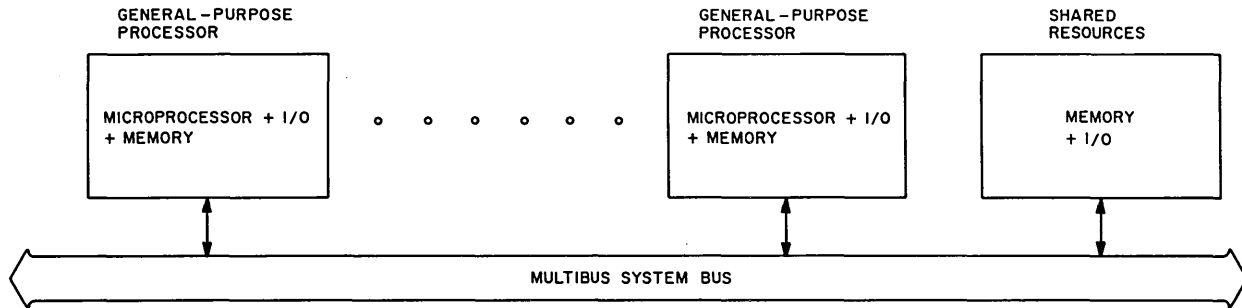 GENERAL-PURPOSE
PROCESSOR
GENERAL-PURPOSE
PROCESSOR
SHARED
RESOURCES
MICROPROCESSOR + I/O
+ MEMORY
MICROPROCESSOR + I/O
+ MEMORY
MEMORY
+ I/O
MULTIBUS SYSTEM BUS